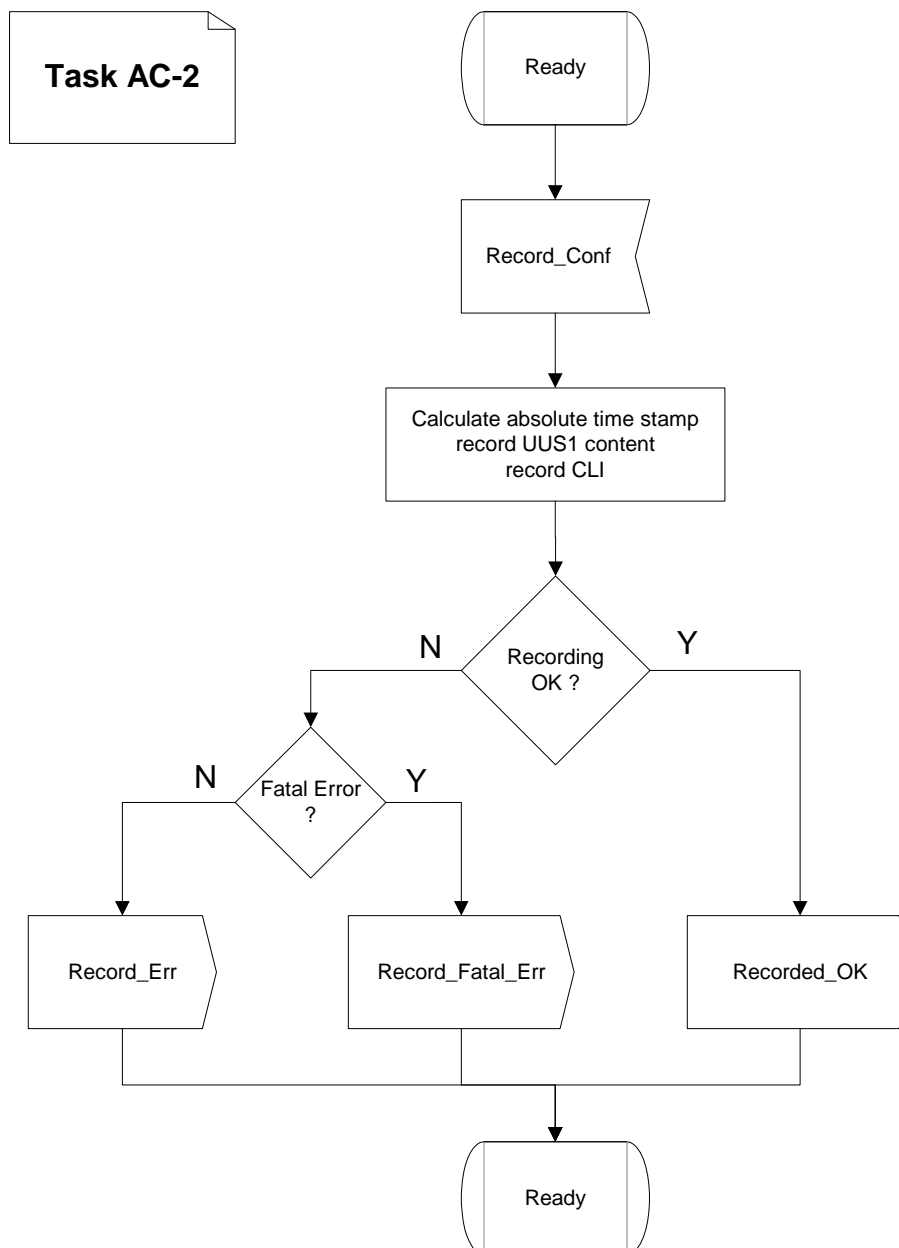 Task AC-2
Ready
Record_Conf
Calculate absolute time stamp
record UUS1 content
record CLI
Recording
OK ?
N
Y
Fatal Error
?
N
Y
Record_Err
Record_Fatal_Err
Recorded_OK
Ready